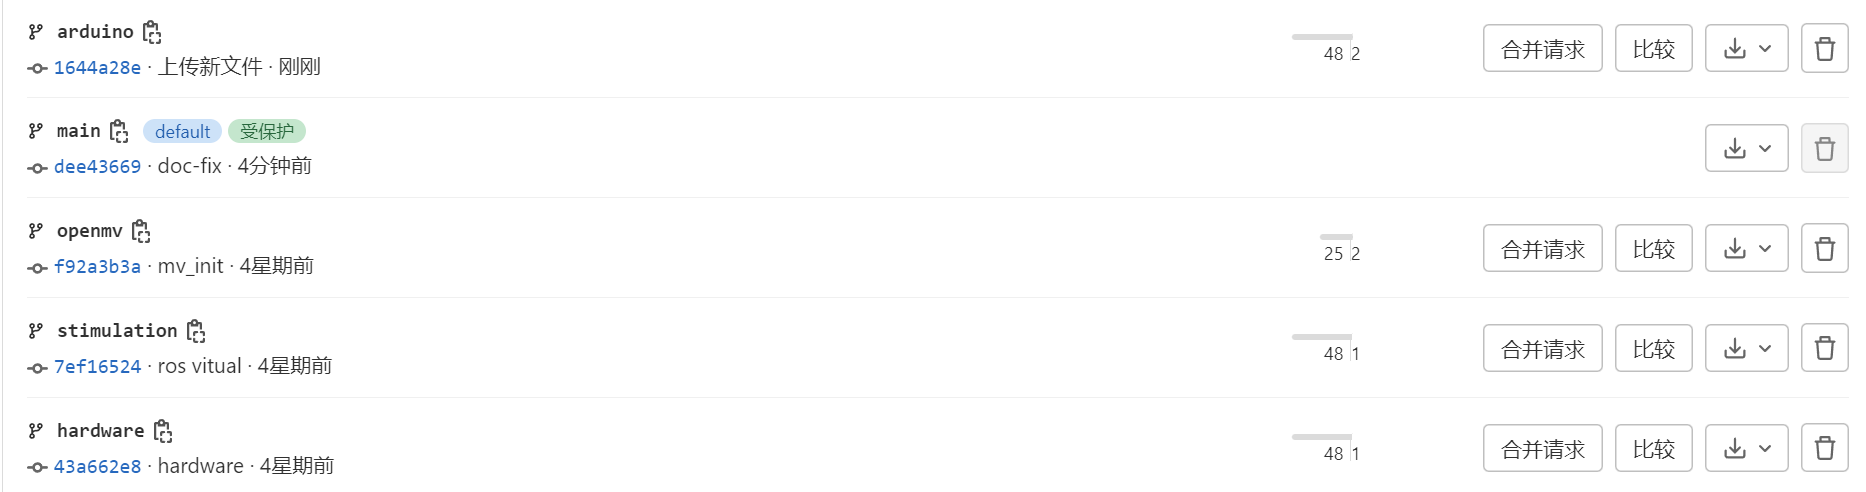 arduino
48 2
合并请求 比较
1644a28e · 上传新文件 · 刚刚
main default 受保护
dee43669 · doc-fix · 4分钟前
openmv
25 2
合并请求 比较
f92a3b3a · mv_init · 4星期前
stimulation
48 1
合并请求 比较
7ef16524 · ros vitual · 4星期前
hardware
48 1
合并请求 比较
43a662e8 · hardware · 4星期前